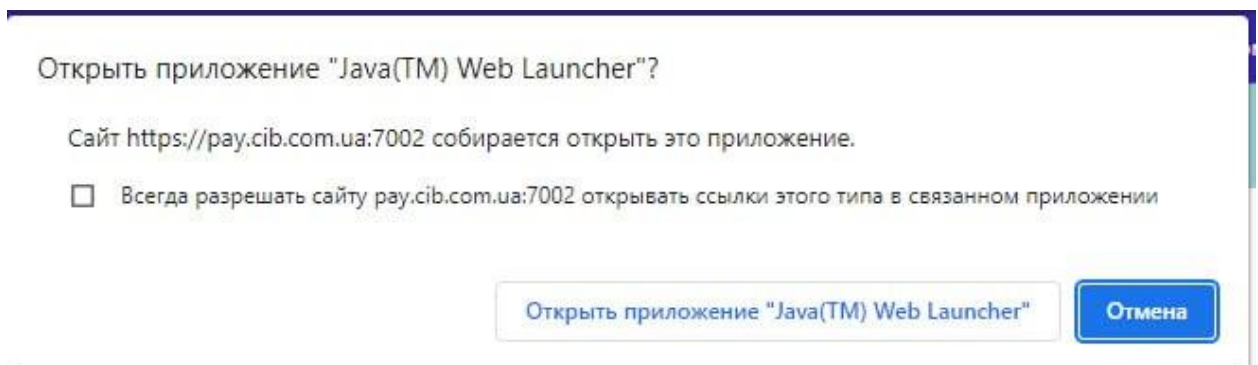 Открыть приложение "Java(TM) Web Launcher"?
Сайт https://pay.cib.com.ua:7002 собирается открыть это приложение.
Всегда разрешать сайту pay.cib.com.ua:7002 открывать ссылки этого типа в связанном приложении
Открыть приложение "Java(TM) Web Launcher"
Отмена